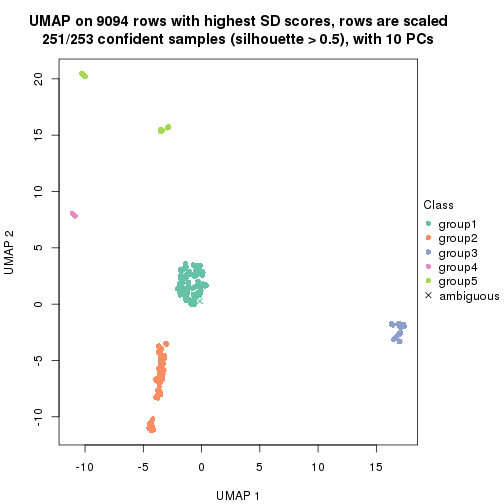 UMAP on 9094 rows with highest SD scores, rows are scaled
251/253 confident samples (silhouette > 0.5), with 10 PCs
20
15
10
5
0
-5
-10
UMAP 2
-10 -5 0 5 10 15
UMAP 1
Class
group1
group2
group3
group4
group5
ambiguous